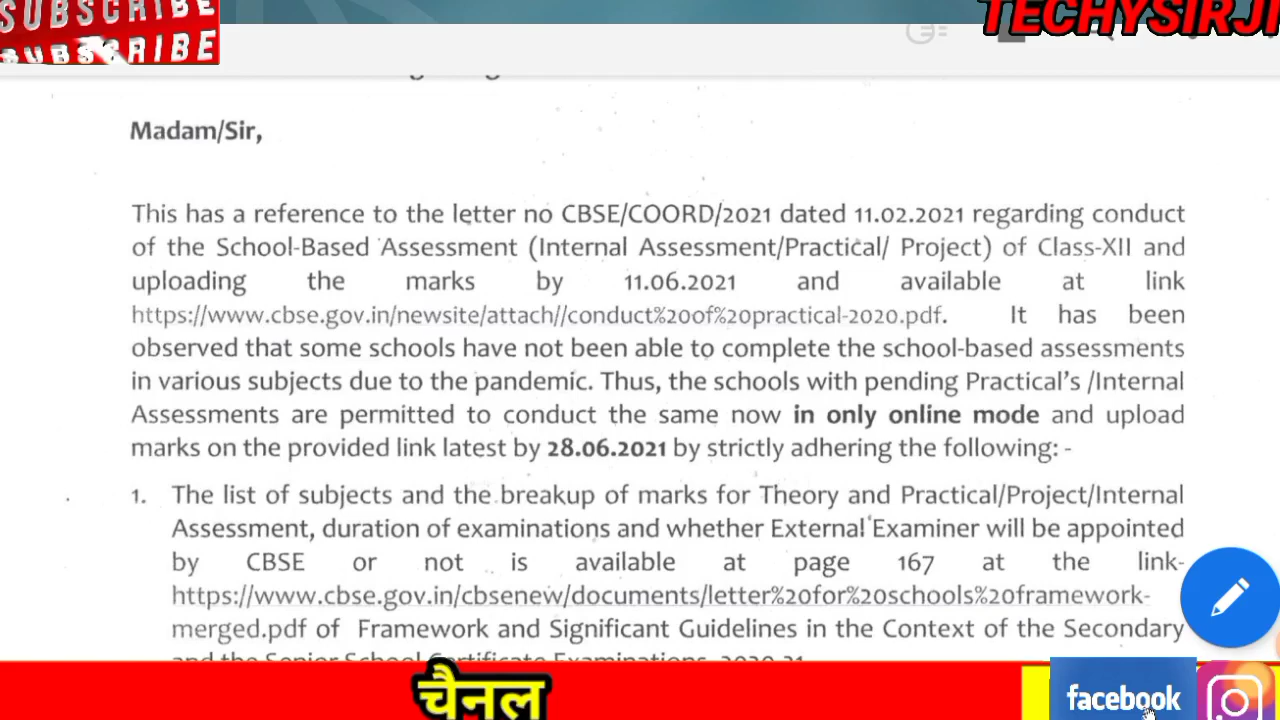 SUBSCRIBE
SUBSCRIBE
TECHYSIRJI
Madam/Sir,
This has a reference to the letter no CBSE/COORD/2021 dated 11.02.2021 regarding conduct
of the School-Based Assessment (Internal Assessment/Practical/ Project) of Class-XII and
uploading the marks by 11.06.2021 and available at link
https://www.cbse.gov.in/newsite/attach//conduct%20of%20practical-2020.pdf. It has been
observed that some schools have not been able to complete the school-based assessments
in various subjects due to the pandemic. Thus, the schools with pending Practical's /Internal
Assessments are permitted to conduct the same now in only online mode and upload
marks on the provided link latest by 28.06.2021 by strictly adhering the following: -
1. The list of subjects and the breakup of marks for Theory and Practical/Project/Internal
Assessment, duration of examinations and whether External Examiner will be appointed
by CBSE or not is available at page 167 at the link-
https://www.cbse.gov.in/cbsenew/documents/letter%20for%20schools%20framework-
merged.pdf of Framework and Significant Guidelines in the Context of the Secondary
and the Senior School Certificate Examinations, 2020-21
चैनल
facebook